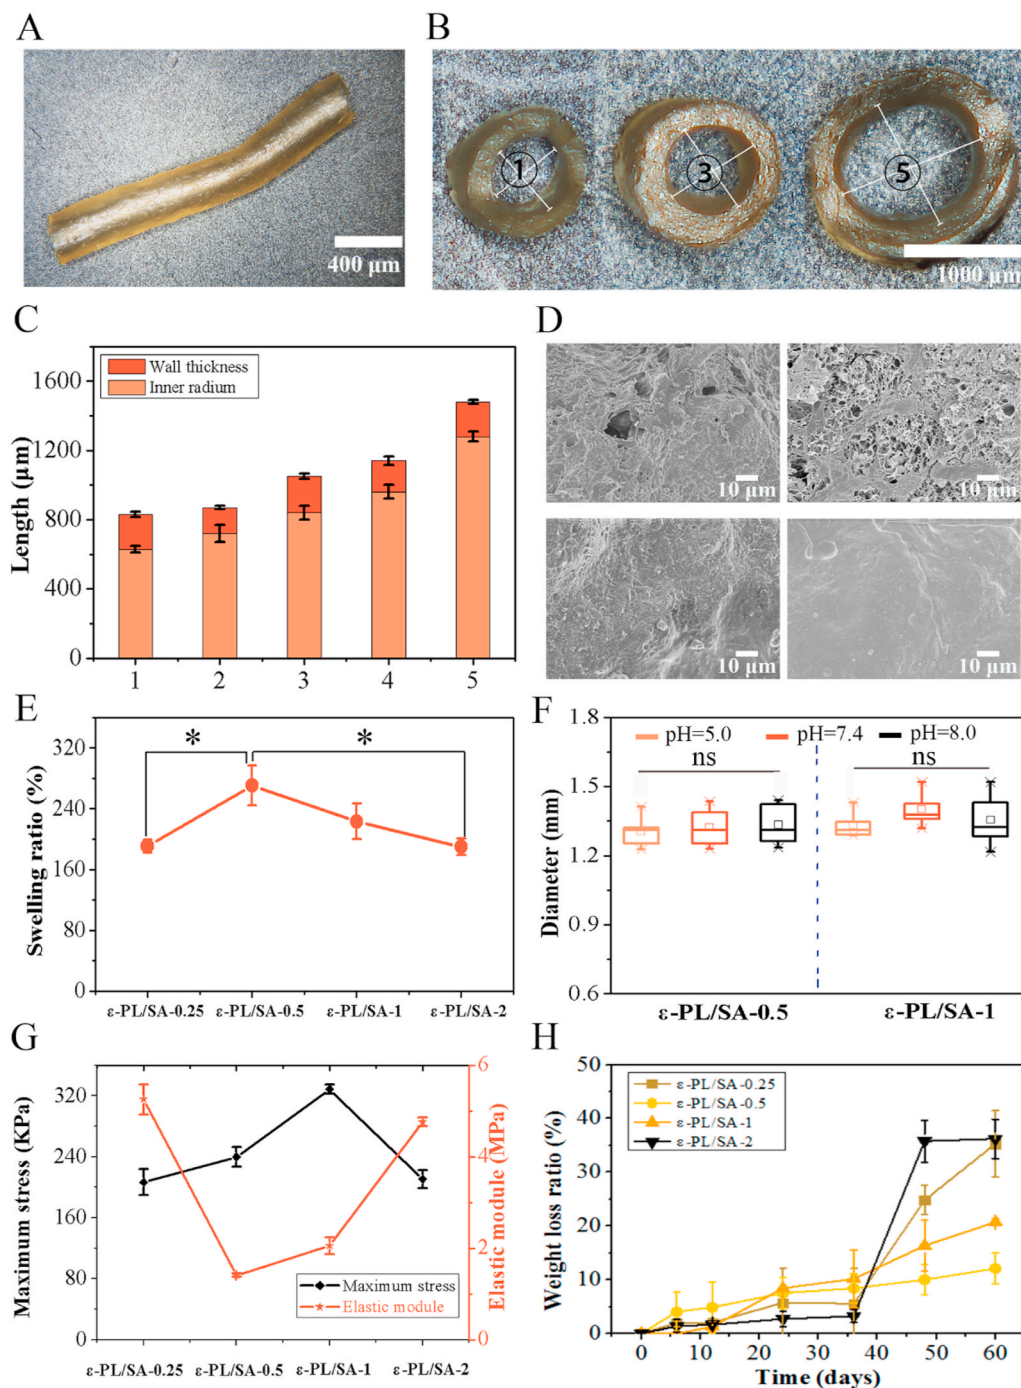 A
400 μm
B
1
3
5
1000 μm
C
Wall thickness
Inner radium
Length (μm)
1600
1200
800
400
0
1
2
3
4
5
D
10 μm
10 μm
10 μm
10 μm
E
Swelling ratio (%)
320
240
160
80
0
*
*
ε-PL/SA-0.25
ε-PL/SA-0.5
ε-PL/SA-1
ε-PL/SA-2
F
Diameter (mm)
1.8
1.5
1.2
0.9
0.6
pH=5.0
pH=7.4
pH=8.0
ns
ns
ε-PL/SA-0.5
ε-PL/SA-1
G
Maximum stress (KPa)
320
240
160
80
0
Elastic module (MPa)
6
4
2
0
Maximum stress
Elastic module
ε-PL/SA-0.25
ε-PL/SA-0.5
ε-PL/SA-1
ε-PL/SA-2
H
Weight loss ratio (%)
50
40
30
20
10
0
ε-PL/SA-0.25
ε-PL/SA-0.5
ε-PL/SA-1
ε-PL/SA-2
0
10
20
30
40
50
60
Time (days)